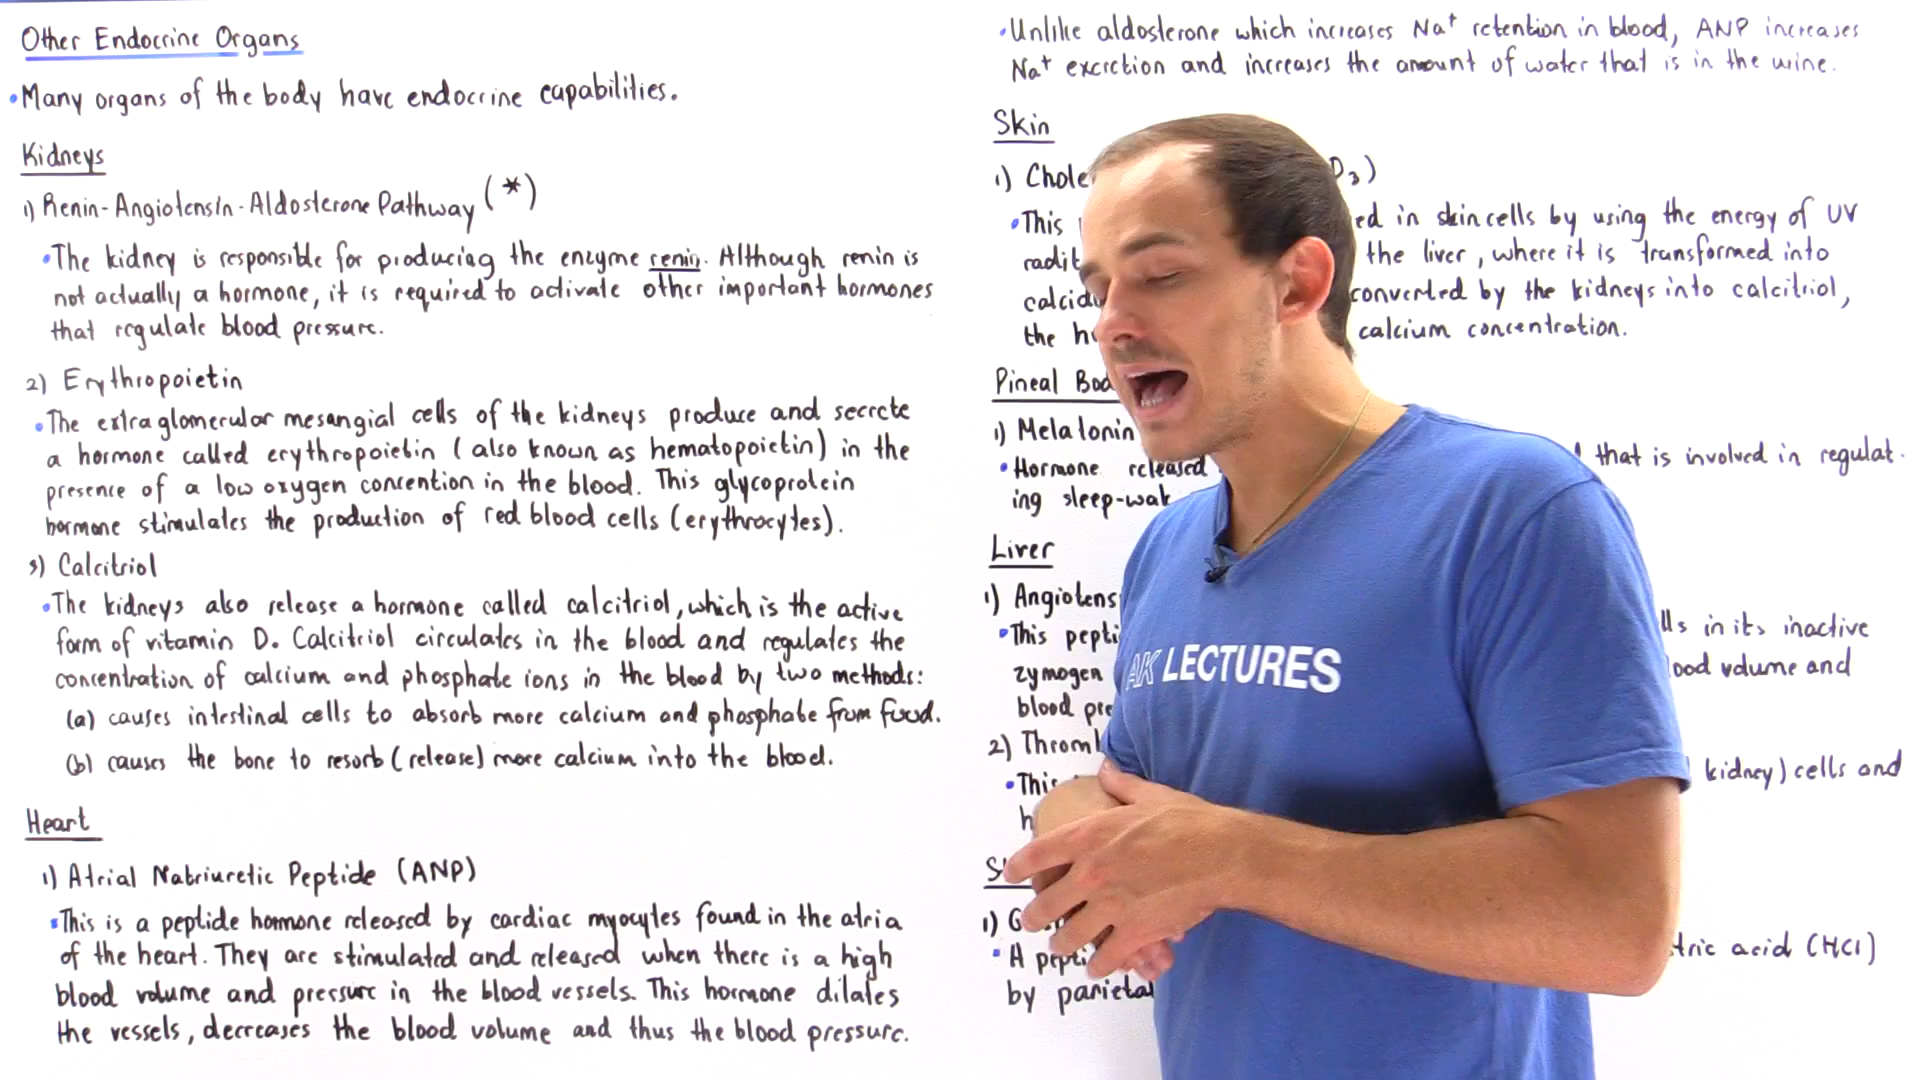 Other Endocrine Organs
• Many organs of the body have endocrine capabilities.
Kidneys
1) Renin-Angiotensin-Aldosterone Pathway (*)
• The kidney is responsible for producing the enzyme renin. Although renin is
not actually a hormone, it is required to activate other important hormones
that regulate blood pressure.
2) Erythropoietin
• The extraglomerular mesangial cells of the kidneys produce and secrete
a hormone called erythropoietin (also known as hematopoietin) in the
presence of a low oxygen concention in the blood. This glycoprotein
hormone stimulates the production of red blood cells (erythrocytes).
3) Calcitriol
• The kidneys also release a hormone called calcitriol, which is the active
form of vitamin D. Calcitriol circulates in the blood and regulates the
concentration of calcium and phosphate ions in the blood by two methods:
(a) causes intestinal cells to absorb more calcium and phosphate from food.
(b) causes the bone to resorb (release) more calcium into the blood.
Heart
1) Atrial Natriuretic Peptide (ANP)
• This is a peptide hormone released by cardiac myocytes found in the atria
of the heart. They are stimulated and released when there is a high
blood volume and pressure in the blood vessels. This hormone dilates
the vessels, decreases the blood volume and thus the blood pressure.
• Unlike aldosterone which increases Na⁺ retention in blood, ANP increases
Na⁺ excretion and increases the amount of water that is in the urine.
Skin
1) Chole D₃)
• This ed in skin cells by using the energy of UV
radi the liver, where it is transformed into
calcid converted by the kidneys into calcitriol,
the h calcium concentration.
Pineal Bod
1) Melatonin
• Hormone released that is involved in regulat-
ing sleep-wak
Liver
1) Angiotens
• This pepti lls in its inactive
zymogen ood volume and
blood pre
2) Thromb
• This kidney) cells and
h
S
1) G
• A pepti tric acid (HCl)
by parietal
AK LECTURES